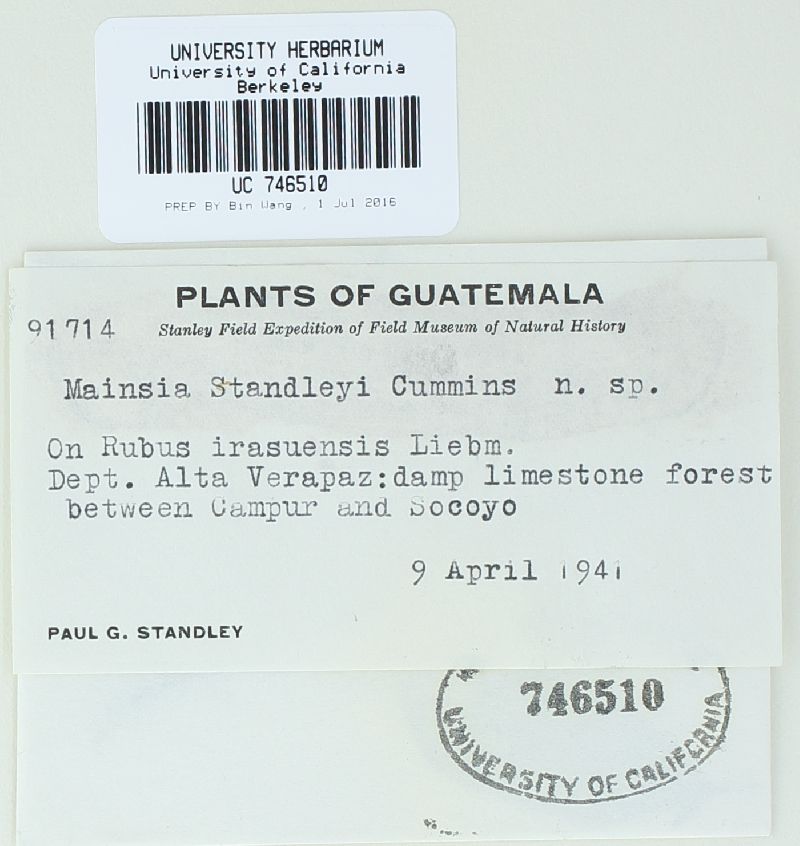 UNIVERSITY HERBARIUM
University of California
Berkeley
UC 746510
PREP BY Bin Wang , 1 Jul 2016
PLANTS OF GUATEMALA
91714 Stanley Field Expedition of Field Museum of Natural History
Mainsia Standleyi Cummins n. sp.
On Rubus irasuensis Liebm.
Dept. Alta Verapaz:damp limestone forest
between Campur and Socoyo
9 April 1941
PAUL G. STANDLEY
746510
UNIVERSITY OF CALIFORNIA